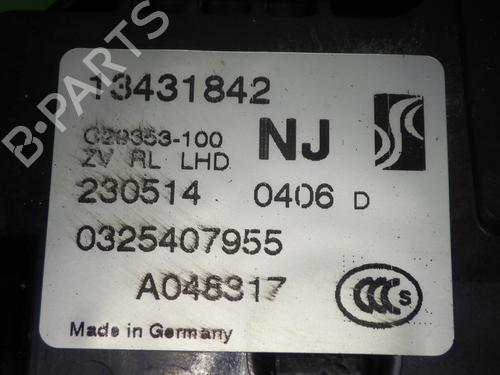 B-PARTS
13431842
C29353-100
NJ
ZV RL LHD
230514 0406 D
0325407955
A048317
Made in Germany
CCC S